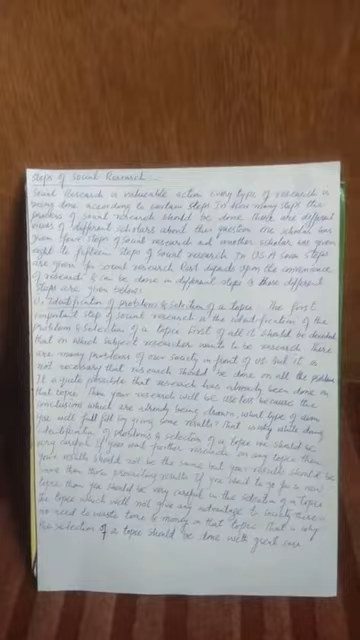 Steps of Social Research
Social Research a valueable action every type of research is
being done according to certain steps In How many steps this
process of social research should be done there are different
views of different scholars about this question one scholar has
given four steps of social research and another scholar has given
eight to fifteen steps of social research In U.S.A seven steps
are given. In social research that depends upon the convenience
of research & can be done in different steps & these different
steps are given below:
(1) Identification of problems & selection of a topic The first
important step of social research is the identification of the
problem & selection of a topic First of all it should be decided
that on which subject researcher wants to be research. There
are many problems of our society in front of us But it is
not necessary that research should be done on all the problems
It is quite possible that research has already been done on
that topic Then your research will be useless because the
conclusions which are already being drawn, what type of aim
you will full fill by giving same results? That is why while doing
identification of problems & selection of a topic we should be
very careful if you want further research on any topic then
your results should not be the same but your results should be
more than those preceding results If you want to go for a new
topic then you should be very careful in the selection of a topic
the topic which will not give any advantage to society there is
no need to waste time & money on that topic That is why
the selection of a topic should be done with great care